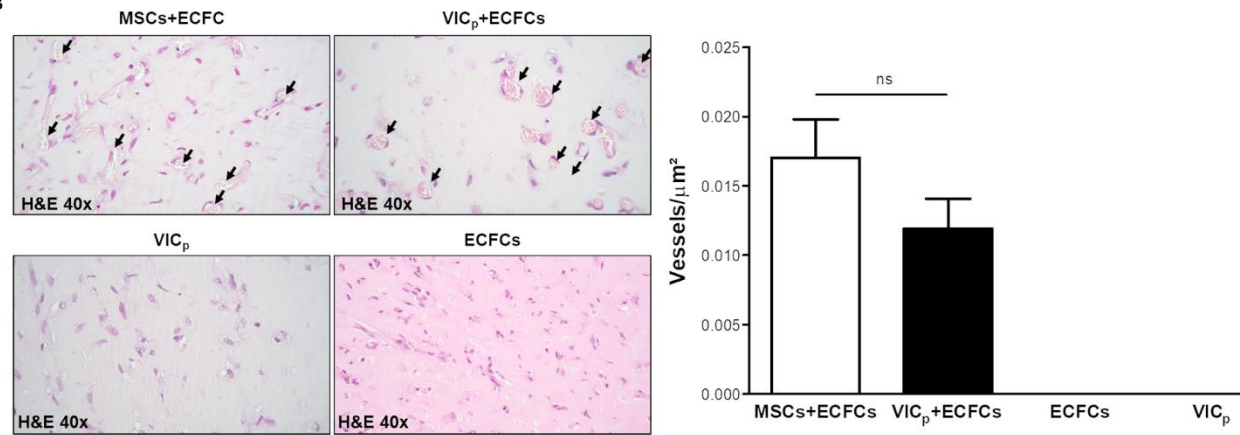 MSCs+ECFC
VICp+ECFCs
H&E 40x
H&E 40x
VICp
ECFCs
H&E 40x
H&E 40x
Vessels/μm²
0.025
0.020
0.015
0.010
0.005
0.000
ns
MSCs+ECFCs
VICp+ECFCs
ECFCs
VICp